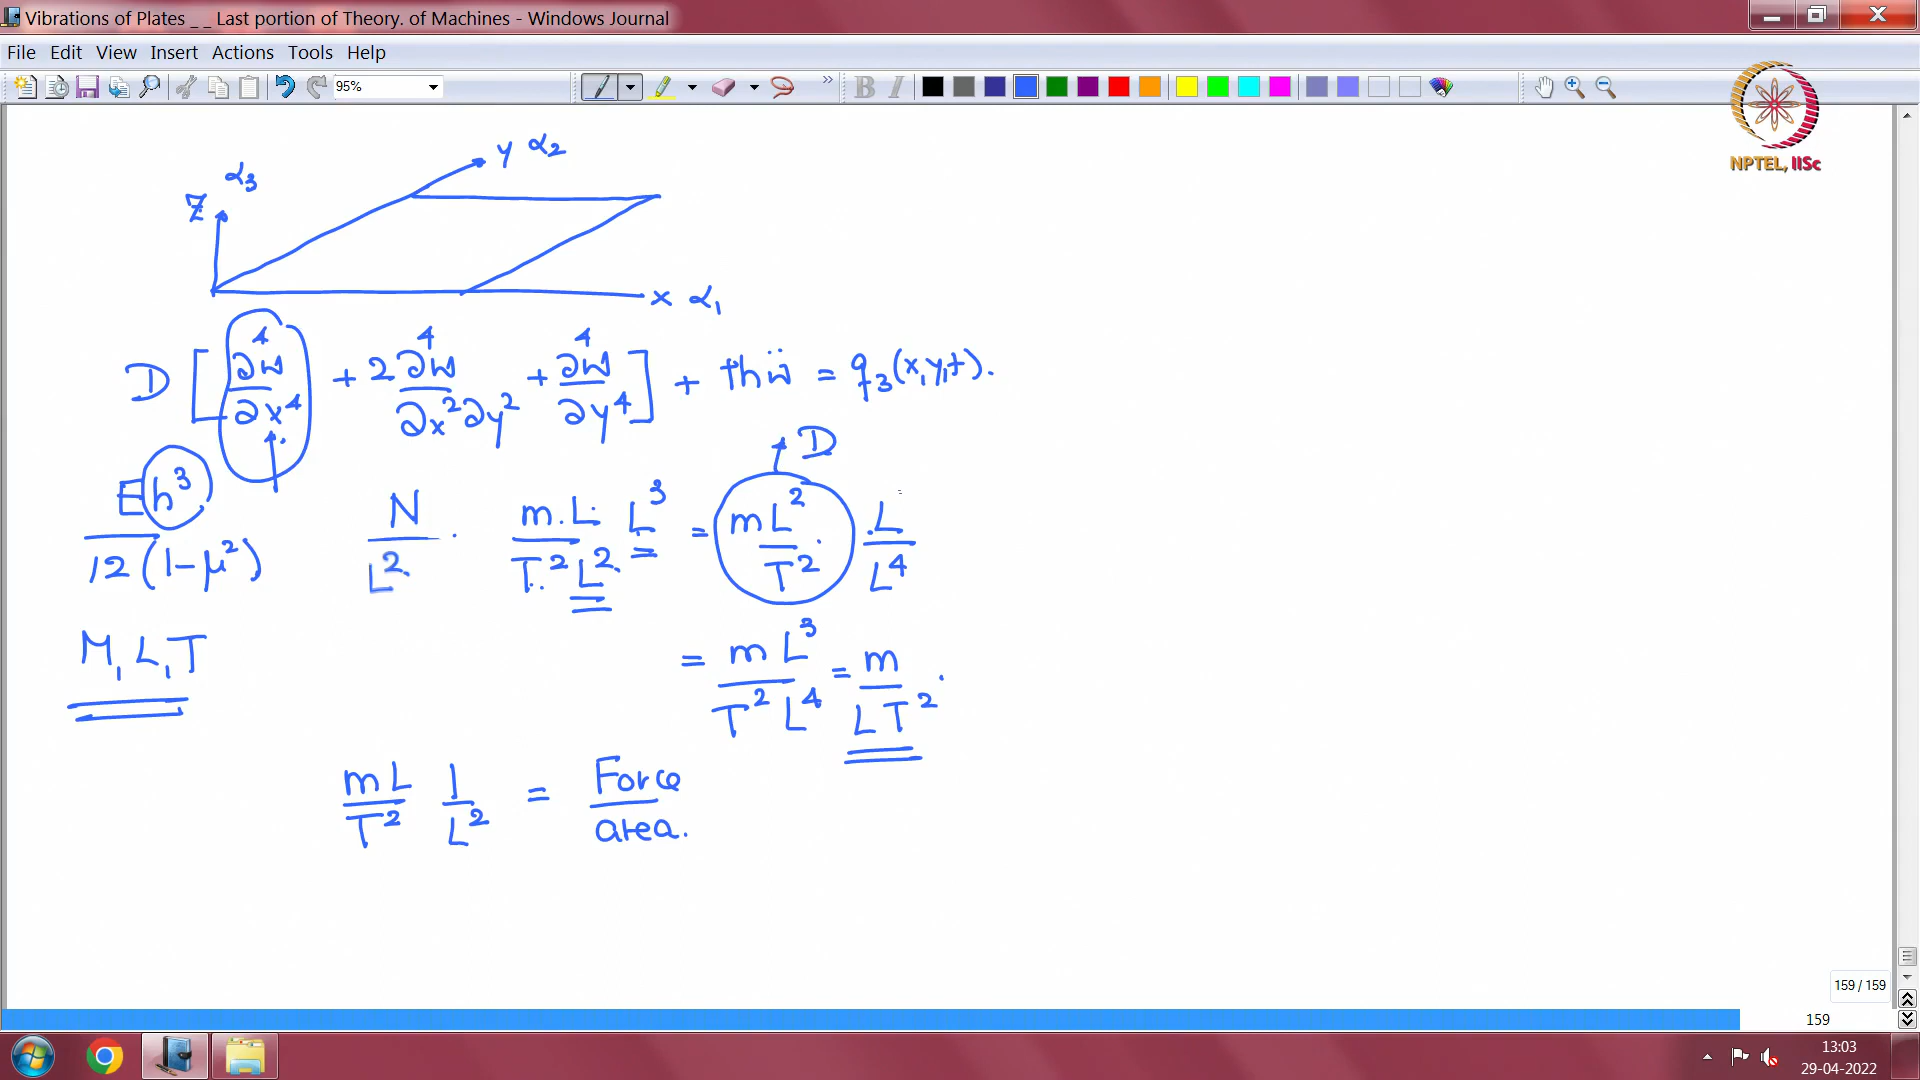 Vibrations of Plates _ _ Last portion of Theory. of Machines - Windows Journal
File Edit View Insert Actions Tools Help
95%
B I
NPTEL, IISc
y α₂
α₃
Z
x α₁
D [∂⁴w/∂x⁴ + 2 ∂⁴w/∂x²∂y² + ∂⁴w/∂y⁴] + ϯhẅ = q₃(x,y,t).
D
Eh³/12(1-μ²) N/L² · m.L./T.² L². L³ = mL²/T². .L/L⁴
M, L, T
= mL³/T²L⁴ = m/LT².
mL/T² 1/L² = Force/area.
159 / 159
159
13:03
29-04-2022